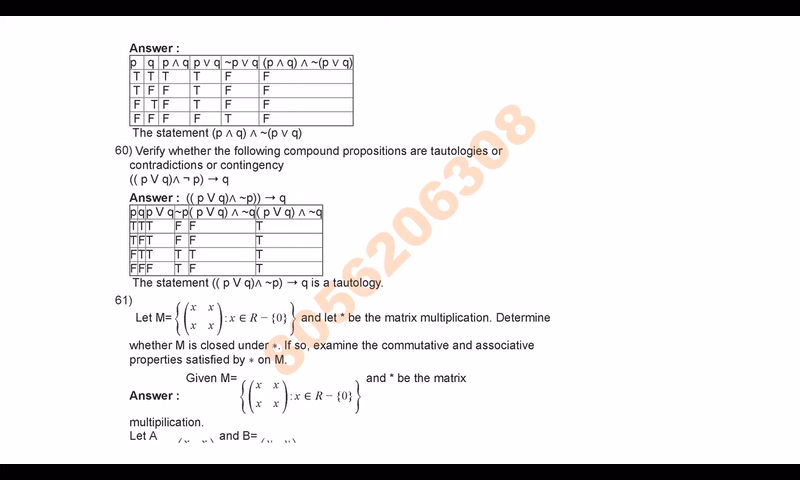 Answer :
p q p ∧ q p ∨ q ~p ∨ q (p ∧ q) ∧ ~(p ∨ q)
T T T T F F
T F F T F F
F T F T F F
F F F F T F
The statement (p ∧ q) ∧ ~(p ∨ q)
60) Verify whether the following compound propositions are tautologies or
contradictions or contingency
(( p V q)∧ ¬ p) → q
Answer : (( p V q)∧ ~p)) → q
p q p V q ~p ( p V q) ∧ ~q ( p V q) ∧ ~q
T T T F F T
T F T F F T
F T T T T T
F F F T F T
The statement (( p V q)∧ ~p) → q is a tautology.
61)
Let M= {(x x x x) : x ∈ R − {0}} and let * be the matrix multiplication. Determine
whether M is closed under ∗. If so, examine the commutative and associative
properties satisfied by ∗ on M.
Given M= {(x x x x) : x ∈ R − {0}} and * be the matrix
Answer :
multipilication.
Let A and B=
8056206308